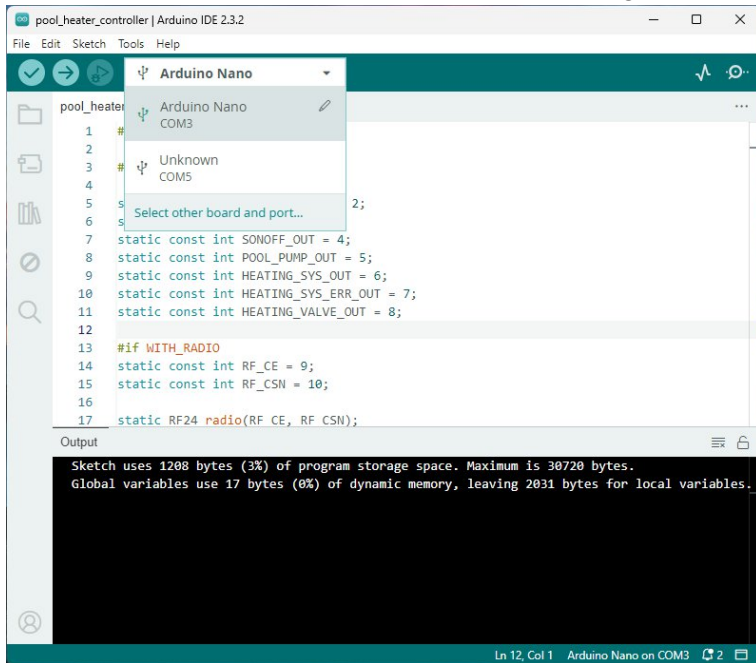 pool_heater_controller | Arduino IDE 2.3.2
File Edit Sketch Tools Help
Arduino Nano
pool_heater
Arduino Nano
COM3
Unknown
COM5
Select other board and port...
1 #
2
3 #
4
5 s 2;
6 s
7 static const int SONOFF_OUT = 4;
8 static const int POOL_PUMP_OUT = 5;
9 static const int HEATING_SYS_OUT = 6;
10 static const int HEATING_SYS_ERR_OUT = 7;
11 static const int HEATING_VALVE_OUT = 8;
12
13 #if WITH_RADIO
14 static const int RF_CE = 9;
15 static const int RF_CSN = 10;
16
17 static RF24 radio(RF_CE, RF_CSN);
Output
Sketch uses 1208 bytes (3%) of program storage space. Maximum is 30720 bytes.
Global variables use 17 bytes (0%) of dynamic memory, leaving 2031 bytes for local variables.
Ln 12, Col 1 Arduino Nano on COM3 2